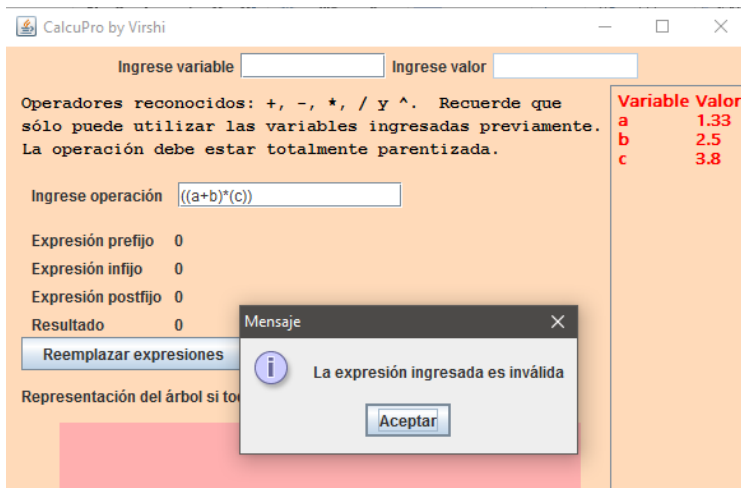 CalcuPro by Virshi
Ingrese variable Ingrese valor
Operadores reconocidos: +, -, *, / y ^. Recuerde que
sólo puede utilizar las variables ingresadas previamente.
La operación debe estar totalmente parentizada.
Variable Valor
a 1.33
b 2.5
c 3.8
Ingrese operación ((a+b)*(c))
Expresión prefijo 0
Expresión infijo 0
Expresión postfijo 0
Resultado 0
Reemplazar expresiones
Representación del árbol si
Mensaje
i
La expresión ingresada es inválida
Aceptar